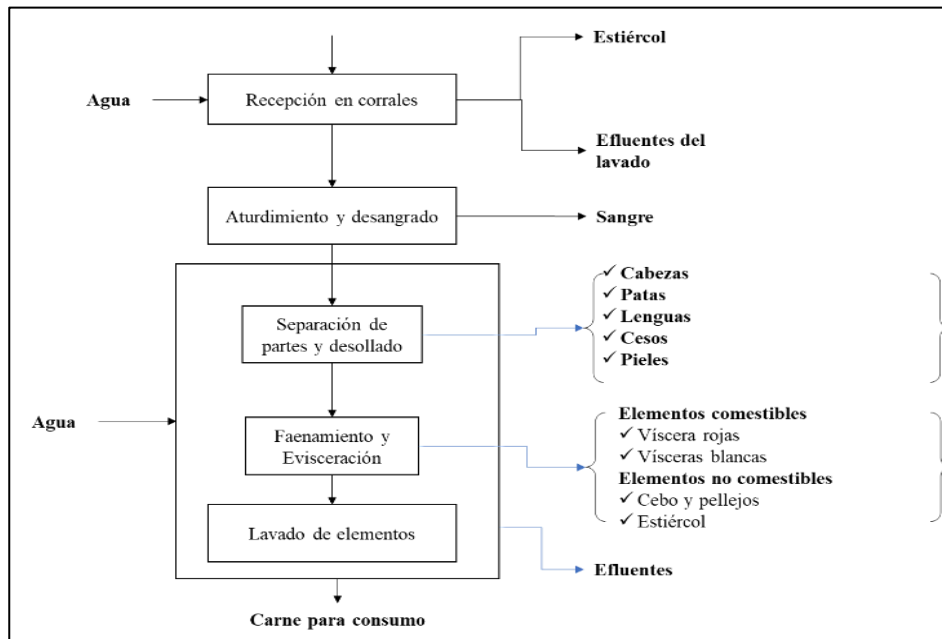 Estiércol
Agua
Recepción en corrales
Efluentes del
lavado
Aturdimiento y desangrado
Sangre
✓ Cabezas
✓ Patas
✓ Lenguas
✓ Cesos
✓ Pieles
Separación de
partes y desollado
Agua
Faenamiento y
Evisceración
Elementos comestibles
✓ Víscera rojas
✓ Vísceras blancas
Elementos no comestibles
✓ Cebo y pellejos
✓ Estiércol
Lavado de elementos
Efluentes
Carne para consumo